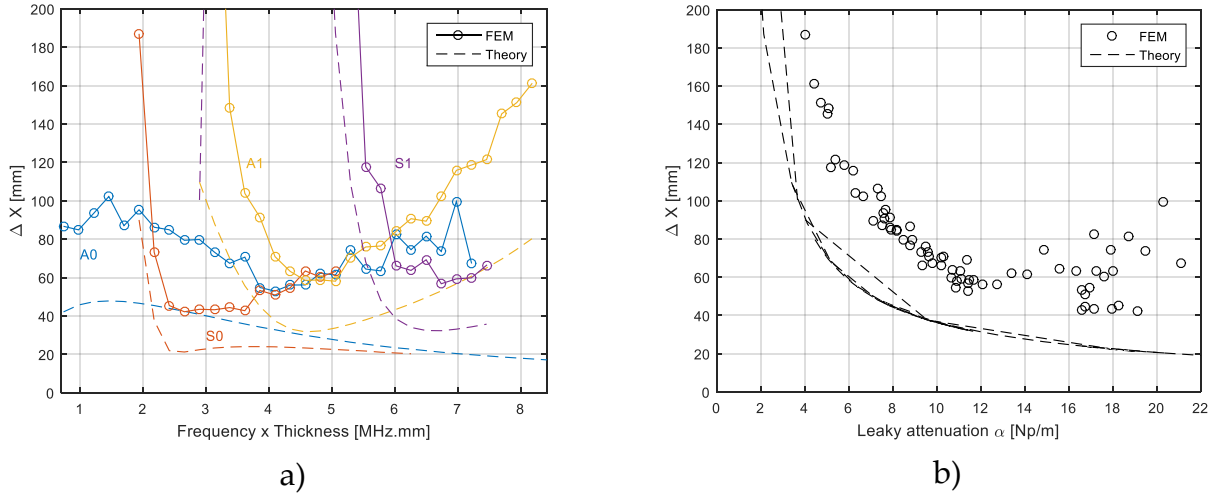 200
180
160
140
120
100
80
60
40
20
0
Δ X [mm]
FEM
Theory
A1
S1
A0
S0
1 2 3 4 5 6 7 8
Frequency x Thickness [MHz.mm]
a)
200
180
160
140
120
100
80
60
40
20
0
Δ X [mm]
FEM
Theory
0 2 4 6 8 10 12 14 16 18 20 22
Leaky attenuation α [Np/m]
b)